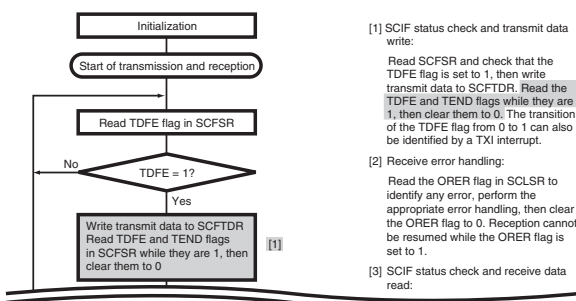 Initialization
Start of transmission and reception
Read TDFE flag in SCFSR
No
TDFE = 1?
Yes
Write transmit data to SCFTDR
Read TDFE and TEND flags
in SCFSR while they are 1, then
clear them to 0
[1]
[1] SCIF status check and transmit data
write:
Read SCFSR and check that the
TDFE flag is set to 1, then write
transmit data to SCFTDR. Read the
TDFE and TEND flags while they are
1, then clear them to 0. The transition
of the TDFE flag from 0 to 1 can also
be identified by a TXI interrupt.
[2] Receive error handling:
Read the ORER flag in SCLSR to
identify any error, perform the
appropriate error handling, then clear
the ORER flag to 0. Reception cannot
be resumed while the ORER flag is
set to 1.
[3] SCIF status check and receive data
read: